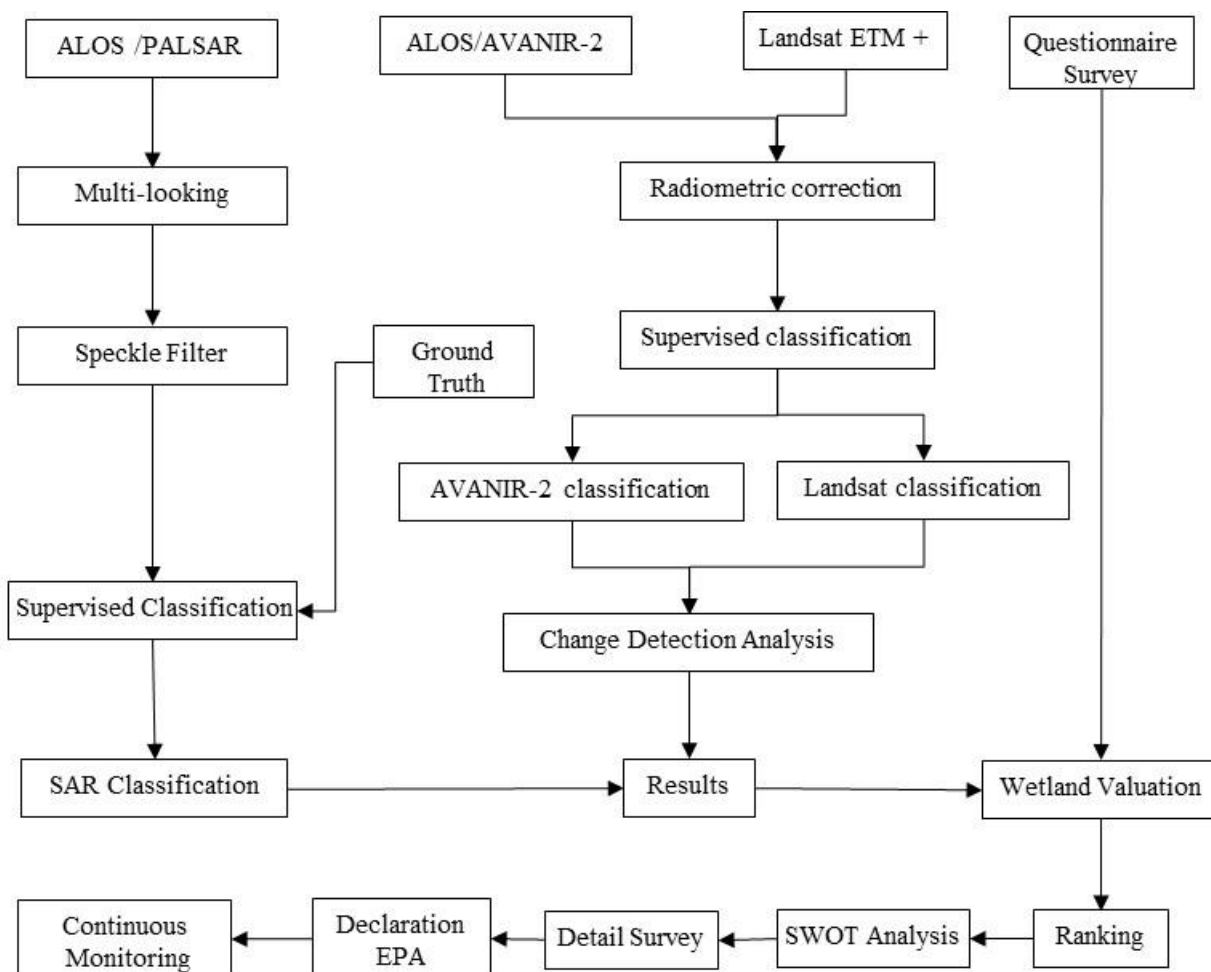 ALOS /PALSAR
ALOS/AVANIR-2
Landsat ETM +
Questionnaire
Survey
Multi-looking
Radiometric correction
Speckle Filter
Ground
Truth
Supervised classification
AVANIR-2 classification
Landsat classification
Supervised Classification
Change Detection Analysis
SAR Classification
Results
Wetland Valuation
Continuous
Monitoring
Declaration
EPA
Detail Survey
SWOT Analysis
Ranking